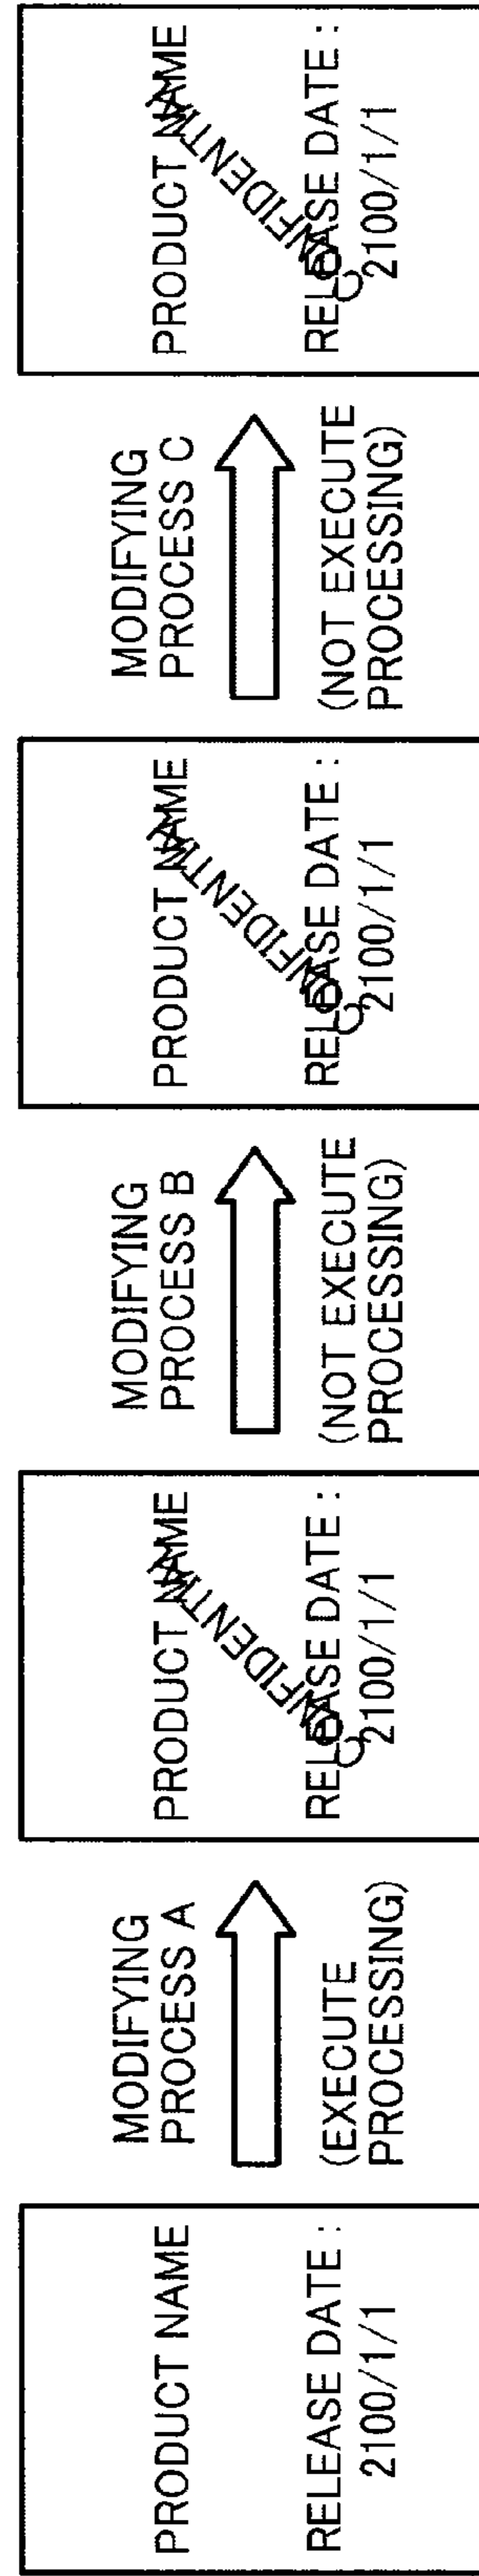 PRODUCT NAME
RELEASE DATE :
2100/1/1
MODIFYING
PROCESS A
(EXECUTE
PROCESSING)
PRODUCT NAME
CONFIDENTIAL
RELEASE DATE :
2100/1/1
MODIFYING
PROCESS B
(NOT EXECUTE
PROCESSING)
PRODUCT NAME
CONFIDENTIAL
RELEASE DATE :
2100/1/1
MODIFYING
PROCESS C
(NOT EXECUTE
PROCESSING)
PRODUCT NAME
CONFIDENTIAL
RELEASE DATE :
2100/1/1